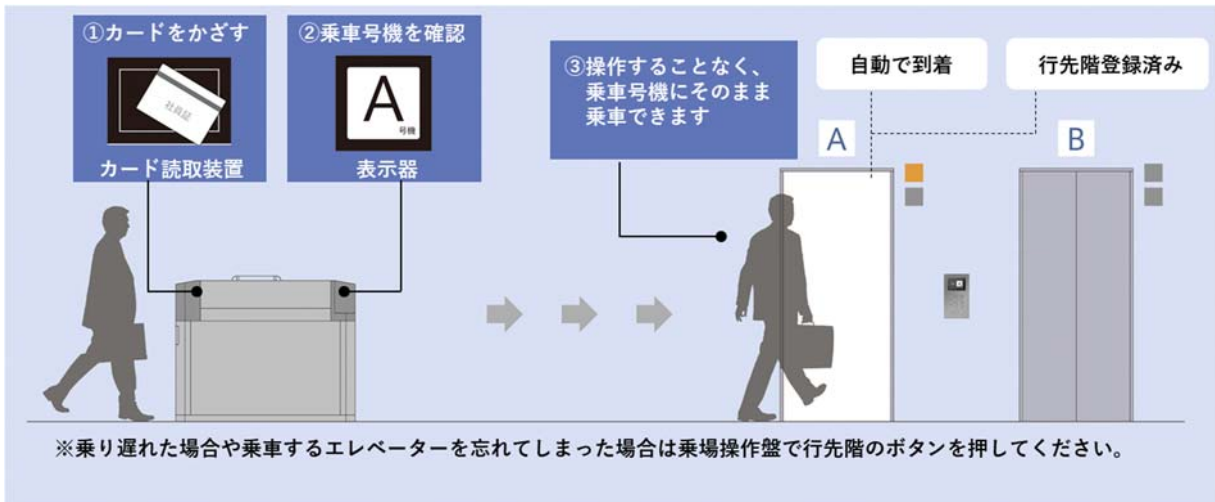 ①カードをかざす
社員証
カード読取装置
②乗車号機を確認
A
号機
表示器
③操作することなく、
乗車号機にそのまま
乗車できます
自動で到着
行先階登録済み
A
B
※乗り遅れた場合や乗車するエレベーターを忘れてしまった場合は乗場操作盤で行先階のボタンを押してください。